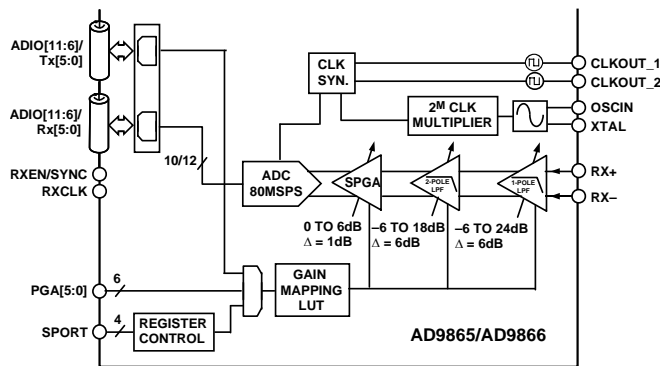 ADIO[11:6]/
Tx[5:0]
ADIO[11:6]/
Rx[5:0]
RXEN/SYNC
RXCLK
10/12
ADC
80MSPS
CLK
SYN.
2M CLK
MULTIPLIER
CLKOUT_1
CLKOUT_2
OSCIN
XTAL
SPGA
2-POLE
LPF
1-POLE
LPF
RX+
RX–
0 TO 6dB
Δ = 1dB
–6 TO 18dB
Δ = 6dB
–6 TO 24dB
Δ = 6dB
PGA[5:0]
6
GAIN
MAPPING
LUT
SPORT
4
REGISTER
CONTROL
AD9865/AD9866